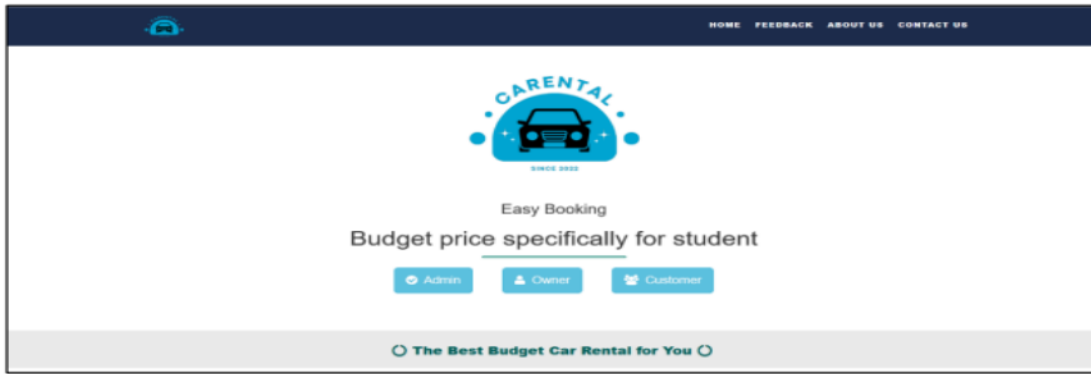 HOME FEEDBACK ABOUT US CONTACT US
CARENTAL
SINCE 2022
Easy Booking
Budget price specifically for student
Admin Owner Customer
The Best Budget Car Rental for You